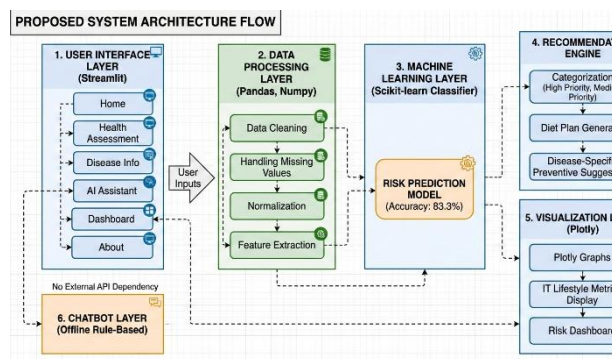 PROPOSED SYSTEM ARCHITECTURE FLOW
1. USER INTERFACE
LAYER
(Streamlit)
Home
Health
Assessment
Disease Info
AI Assistant
Dashboard
About
User
Inputs
2. DATA
PROCESSING
LAYER
(Pandas, Numpy)
Data Cleaning
Handling Missing
Values
Normalization
Feature Extraction
3. MACHINE
LEARNING LAYER
(Scikit-learn Classifier)
RISK PREDICTION
MODEL
(Accuracy: 83.3%)
4. RECOMMENDAT
ENGINE
Categorization
(High Priority, Medi
Priority)
Diet Plan Genera
Disease-Specifi
Preventive Sugges
5. VISUALIZATION
(Plotly)
Plotly Graphs
IT Lifestyle Metri
Display
Risk Dashboar
No External API Dependency
6. CHATBOT LAYER
(Offline Rule-Based)